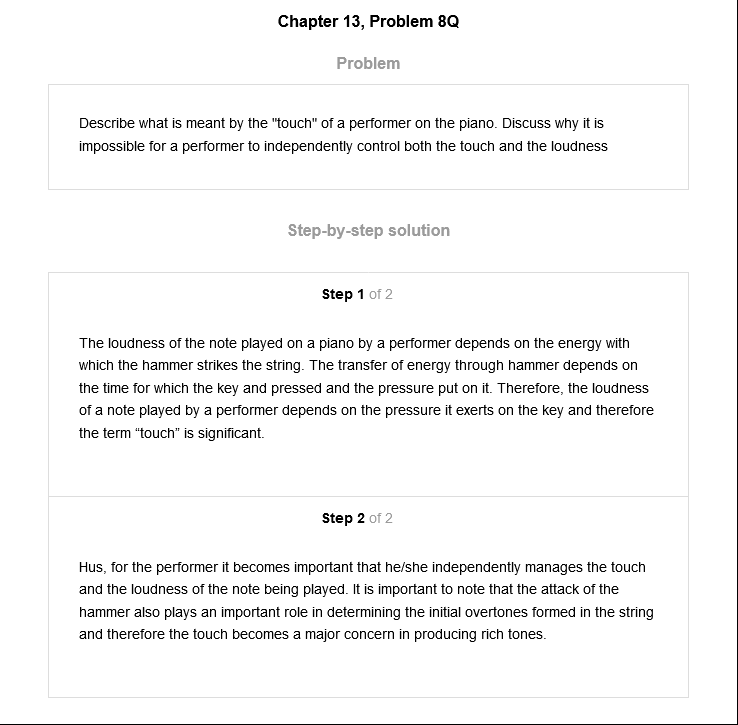 Chapter 13, Problem 8Q
Problem
Describe what is meant by the "touch" of a performer on the piano. Discuss why it is
impossible for a performer to independently control both the touch and the loudness
Step-by-step solution
Step 1 of 2
The loudness of the note played on a piano by a performer depends on the energy with
which the hammer strikes the string. The transfer of energy through hammer depends on
the time for which the key and pressed and the pressure put on it. Therefore, the loudness
of a note played by a performer depends on the pressure it exerts on the key and therefore
the term “touch” is significant.
Step 2 of 2
Hus, for the performer it becomes important that he/she independently manages the touch
and the loudness of the note being played. It is important to note that the attack of the
hammer also plays an important role in determining the initial overtones formed in the string
and therefore the touch becomes a major concern in producing rich tones.